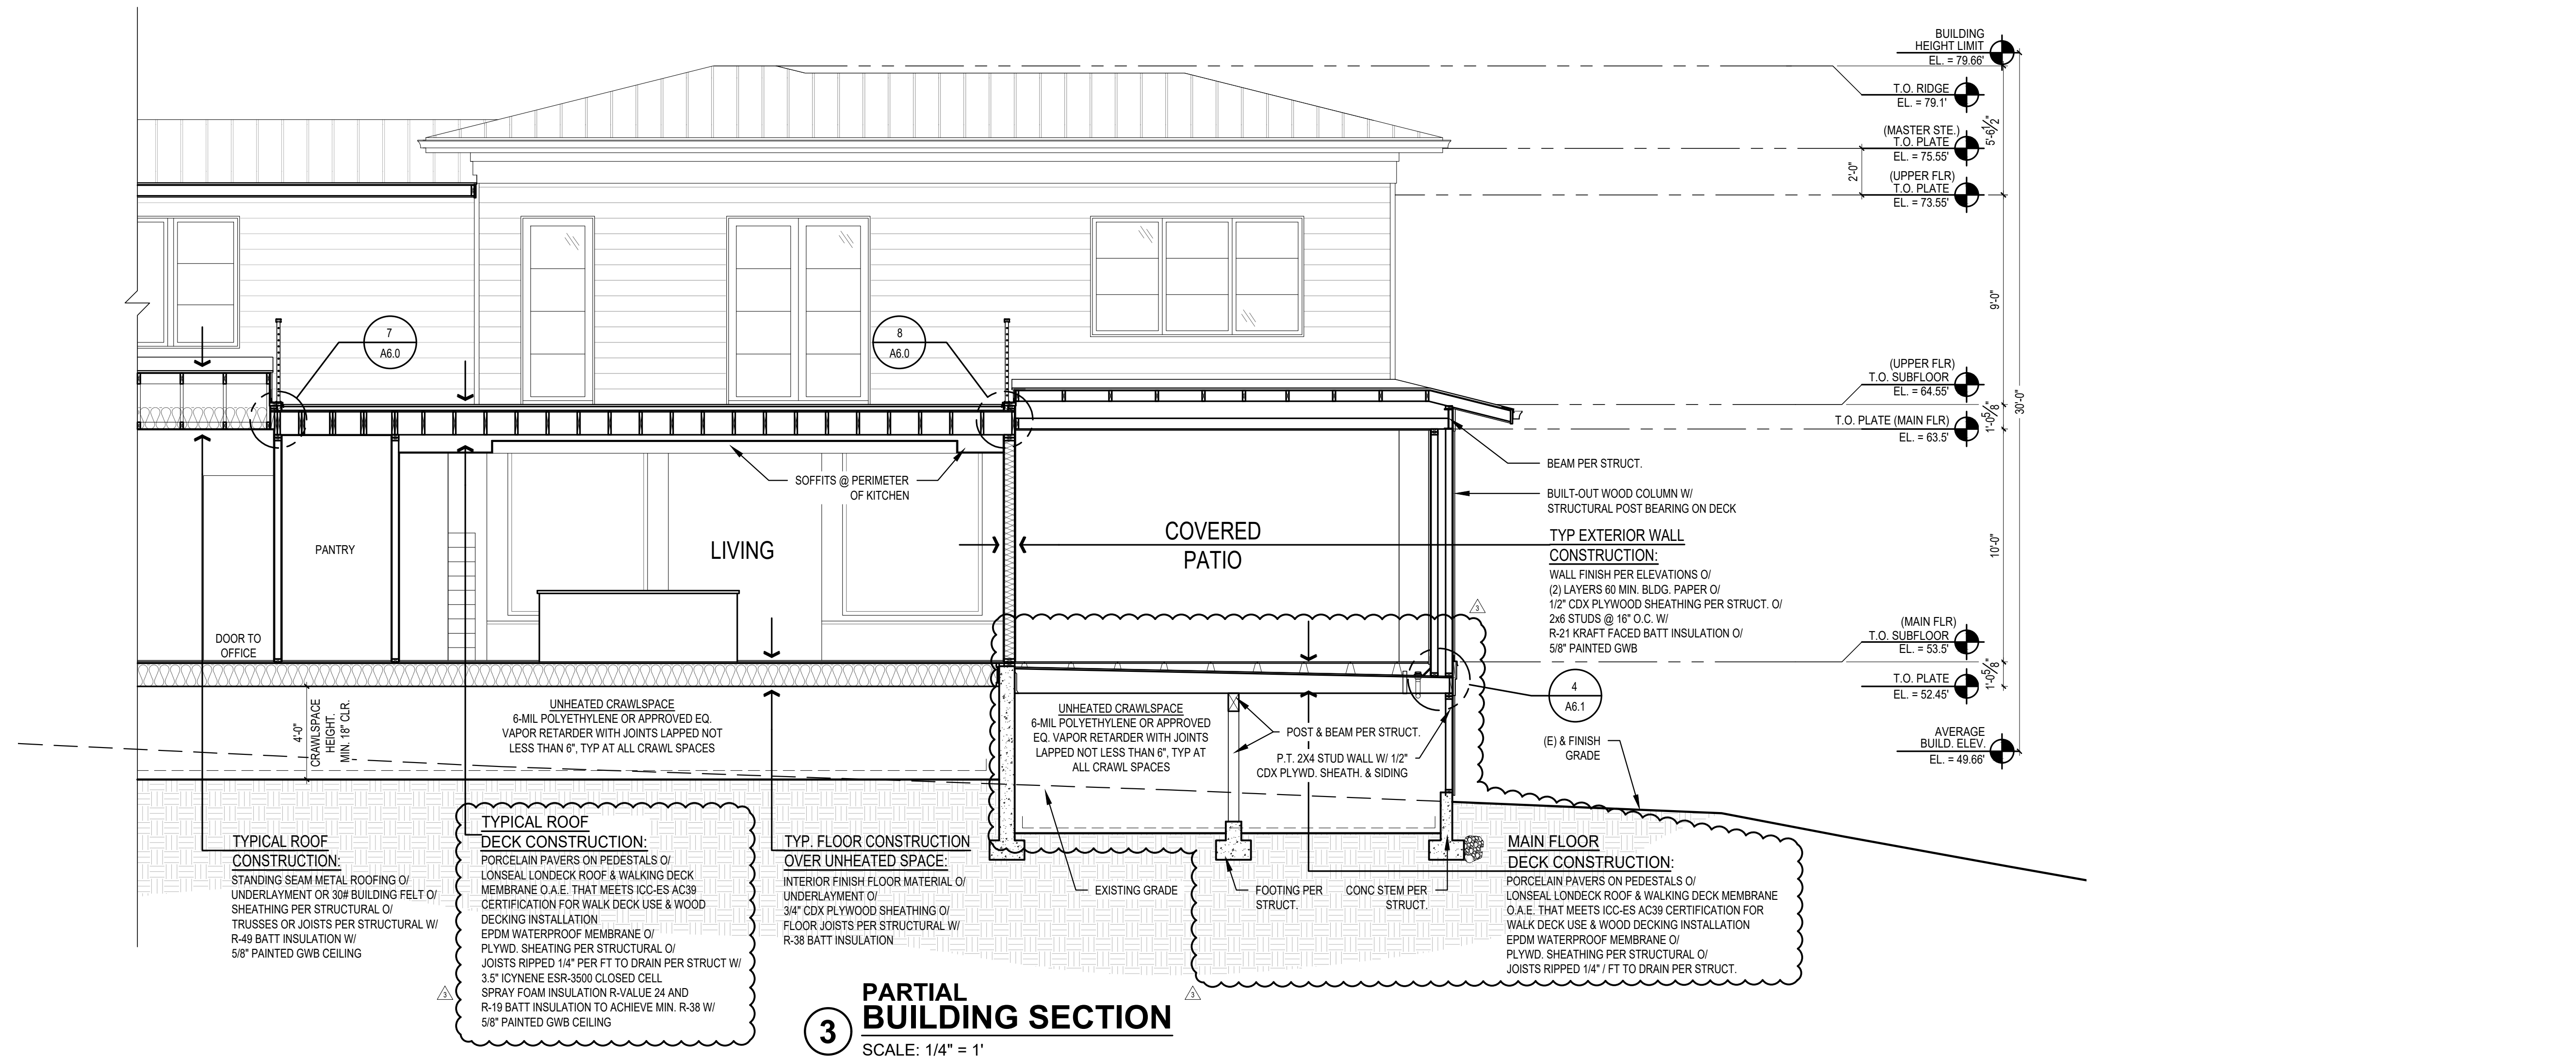 BUILDING
HEIGHT LIMIT
EL. = 79.66'
T.O. RIDGE
EL. = 79.1'
5'-6 1/2"
(MASTER STE.)
T.O. PLATE
EL. = 75.55'
2'-0"
(UPPER FLR)
T.O. PLATE
EL. = 73.55'
9'-0"
7
A6.0
8
A6.0
(UPPER FLR)
T.O. SUBFLOOR
EL. = 64.55'
30'-0"
1'-0 5/8"
T.O. PLATE (MAIN FLR)
EL. = 63.5'
BEAM PER STRUCT.
SOFFITS @ PERIMETER
OF KITCHEN
BUILT-OUT WOOD COLUMN W/
STRUCTURAL POST BEARING ON DECK
PANTRY
LIVING
COVERED
PATIO
10'-0"
TYP EXTERIOR WALL
CONSTRUCTION:
WALL FINISH PER ELEVATIONS O/
(2) LAYERS 60 MIN. BLDG. PAPER O/
1/2" CDX PLYWOOD SHEATHING PER STRUCT. O/
2x6 STUDS @ 16" O.C. W/
R-21 KRAFT FACED BATT INSULATION O/
5/8" PAINTED GWB
3
DOOR TO
OFFICE
(MAIN FLR)
T.O. SUBFLOOR
EL. = 53.5'
1'-0 5/8"
T.O. PLATE
EL. = 52.45'
4
A6.1
4'-0"
CRAWLSPACE
HEIGHT.
MIN. 18" CLR.
UNHEATED CRAWLSPACE
6-MIL POLYETHYLENE OR APPROVED EQ.
VAPOR RETARDER WITH JOINTS LAPPED NOT
LESS THAN 6", TYP AT ALL CRAWL SPACES
UNHEATED CRAWLSPACE
6-MIL POLYETHYLENE OR APPROVED
EQ. VAPOR RETARDER WITH JOINTS
LAPPED NOT LESS THAN 6", TYP AT
ALL CRAWL SPACES
POST & BEAM PER STRUCT.
P.T. 2X4 STUD WALL W/ 1/2"
CDX PLYWD. SHEATH. & SIDING
(E) & FINISH
GRADE
AVERAGE
BUILD. ELEV.
EL. = 49.66'
TYPICAL ROOF
CONSTRUCTION:
STANDING SEAM METAL ROOFING O/
UNDERLAYMENT OR 30# BUILDING FELT O/
SHEATHING PER STRUCTURAL O/
TRUSSES OR JOISTS PER STRUCTURAL W/
R-49 BATT INSULATION W/
5/8" PAINTED GWB CEILING
TYPICAL ROOF
DECK CONSTRUCTION:
PORCELAIN PAVERS ON PEDESTALS O/
LONSEAL LONDECK ROOF & WALKING DECK
MEMBRANE O.A.E. THAT MEETS ICC-ES AC39
CERTIFICATION FOR WALK DECK USE & WOOD
DECKING INSTALLATION
EPDM WATERPROOF MEMBRANE O/
PLYWD. SHEATING PER STRUCTURAL O/
JOISTS RIPPED 1/4" PER FT TO DRAIN PER STRUCT W/
3.5" ICYNENE ESR-3500 CLOSED CELL
SPRAY FOAM INSULATION R-VALUE 24 AND
R-19 BATT INSULATION TO ACHIEVE MIN. R-38 W/
5/8" PAINTED GWB CEILING
3
TYP. FLOOR CONSTRUCTION
OVER UNHEATED SPACE:
INTERIOR FINISH FLOOR MATERIAL O/
UNDERLAYMENT O/
3/4" CDX PLYWOOD SHEATHING O/
FLOOR JOISTS PER STRUCTURAL W/
R-38 BATT INSULATION
EXISTING GRADE
FOOTING PER
STRUCT.
CONC STEM PER
STRUCT.
MAIN FLOOR
DECK CONSTRUCTION:
PORCELAIN PAVERS ON PEDESTALS O/
LONSEAL LONDECK ROOF & WALKING DECK MEMBRANE
O.A.E. THAT MEETS ICC-ES AC39 CERTIFICATION FOR
WALK DECK USE & WOOD DECKING INSTALLATION
EPDM WATERPROOF MEMBRANE O/
PLYWD. SHEATHING PER STRUCTURAL O/
JOISTS RIPPED 1/4" / FT TO DRAIN PER STRUCT.
3
3
PARTIAL
BUILDING SECTION
SCALE: 1/4" = 1'